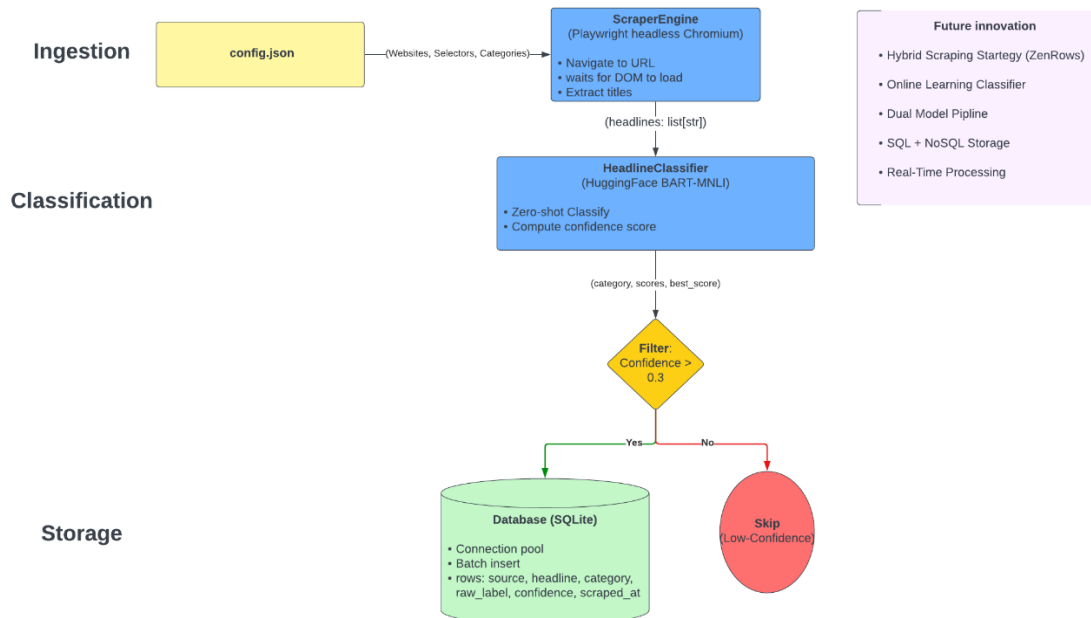 Ingestion
config.json
(Websites, Selectors, Categories)
ScraperEngine
(Playwright headless Chromium)
• Navigate to URL
• waits for DOM to load
• Extract titles
Future innovation
• Hybrid Scraping Startegy (ZenRows)
• Online Learning Classifier
• Dual Model Pipline
• SQL + NoSQL Storage
• Real-Time Processing
(headlines: list[str])
Classification
HeadlineClassifier
(HuggingFace BART-MNLI)
• Zero-shot Classify
• Compute confidence score
(category, scores, best_score)
Filter:
Confidence >
0.3
Yes
No
Storage
Database (SQLite)
• Connection pool
• Batch insert
• rows: source, headline, category,
raw_label, confidence, scraped_at
Skip
(Low-Confidence)